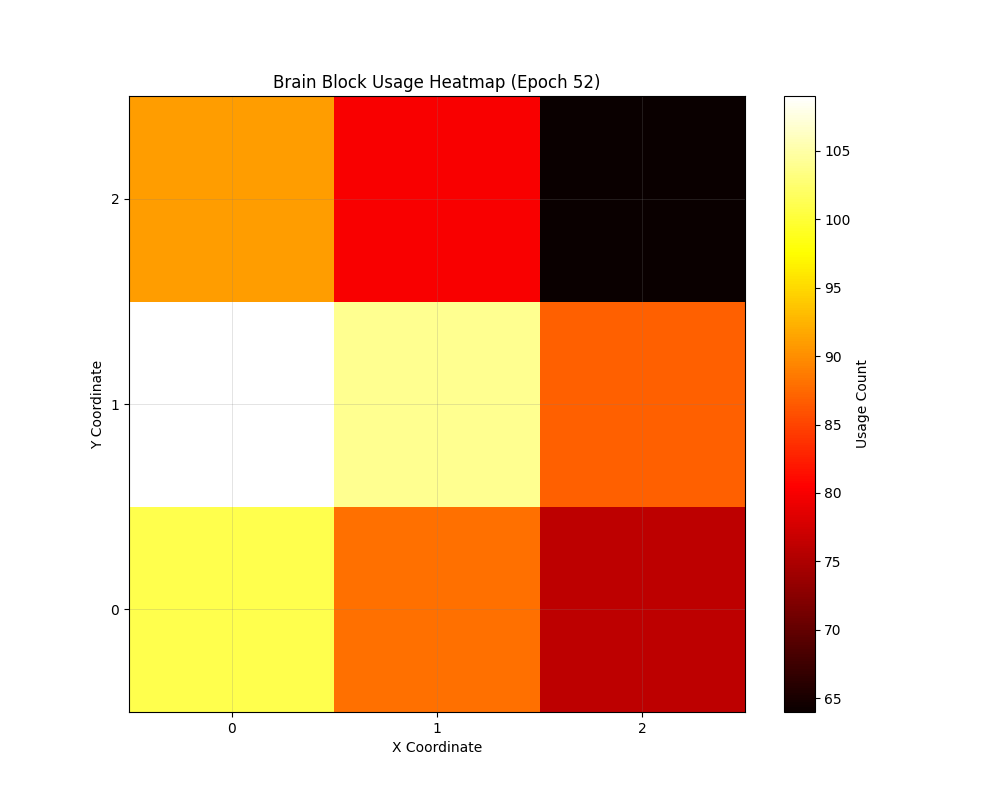 Brain Block Usage Heatmap (Epoch 52)
2
1
0
Y Coordinate
0 1 2
X Coordinate
105
100
95
90
85
80
75
70
65
Usage Count